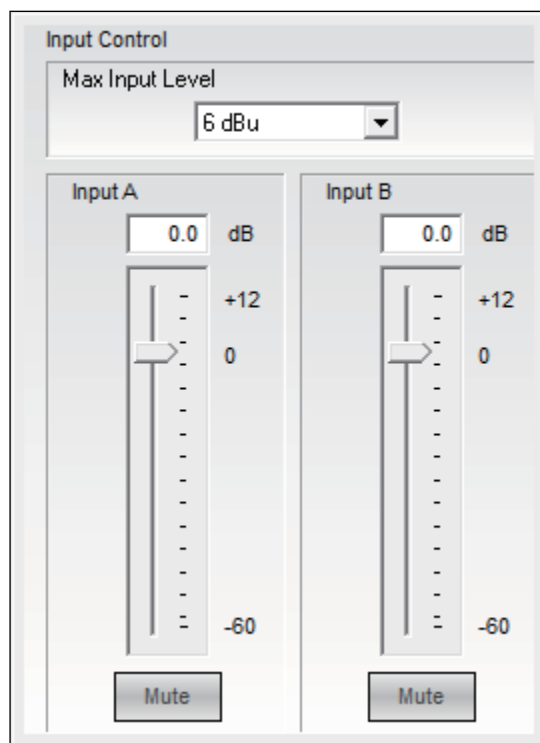 Input Control
Max Input Level
6 dBu
Input A
0.0 dB
+12
0
-60
Mute
Input B
0.0 dB
+12
0
-60
Mute